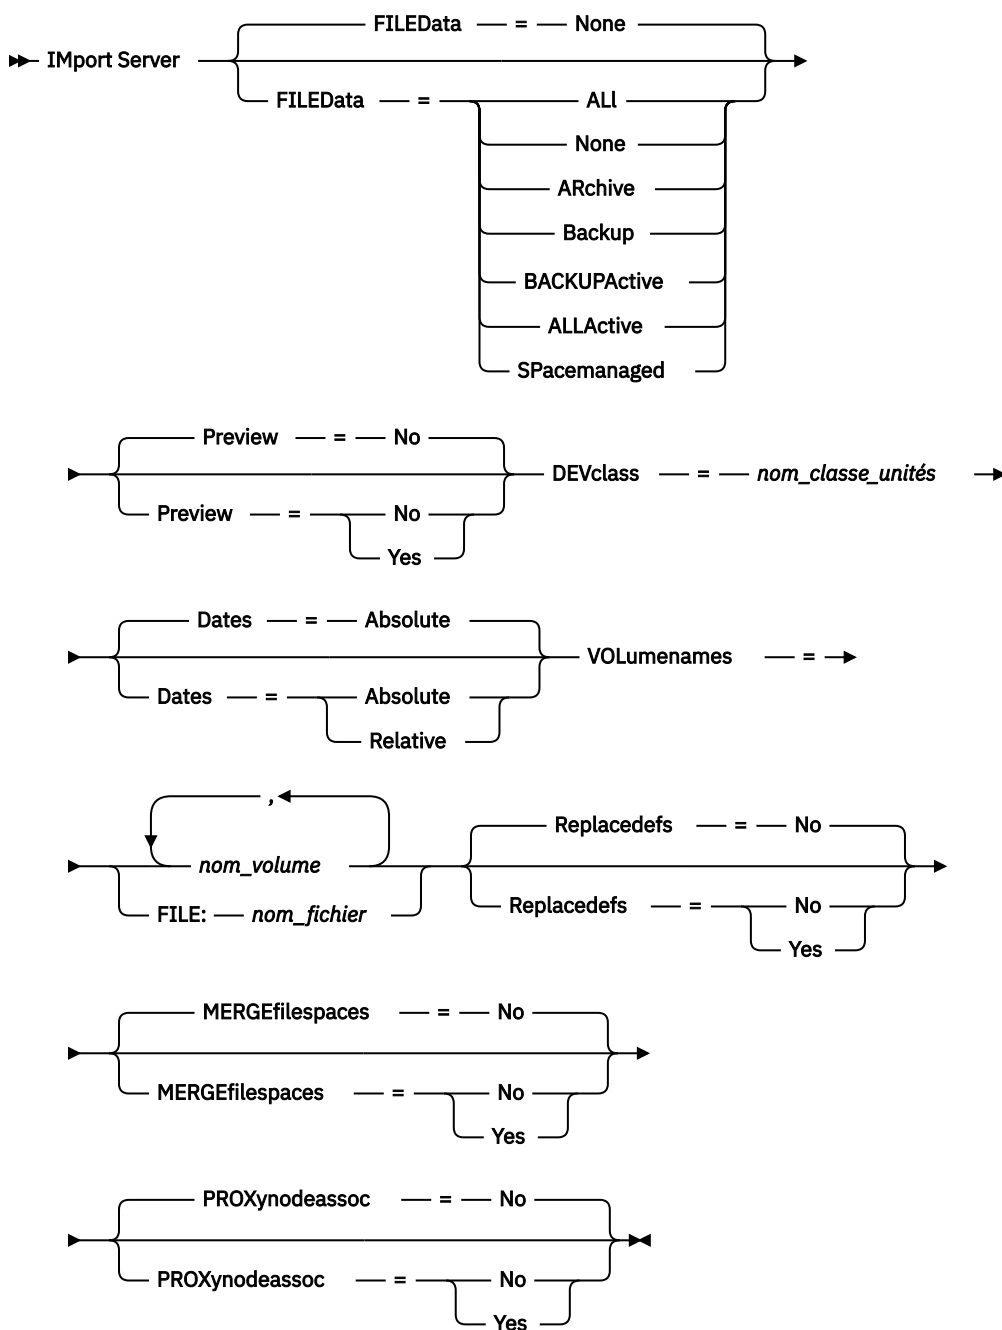 FILEData = None
IMport Server
FILEData = ALl
None
ARchive
Backup
BACKUPActive
ALLActive
SPacemanaged
Preview = No
DEVclass = nom_classe_unités
Preview = No
Yes
Dates = Absolute
VOLumenames =
Dates = Absolute
Relative
,
nom_volume
FILE: nom_fichier
Replacedefs = No
Replacedefs = No
Yes
MERGEfilespaces = No
MERGEfilespaces = No
Yes
PROXynodeassoc = No
PROXynodeassoc = No
Yes